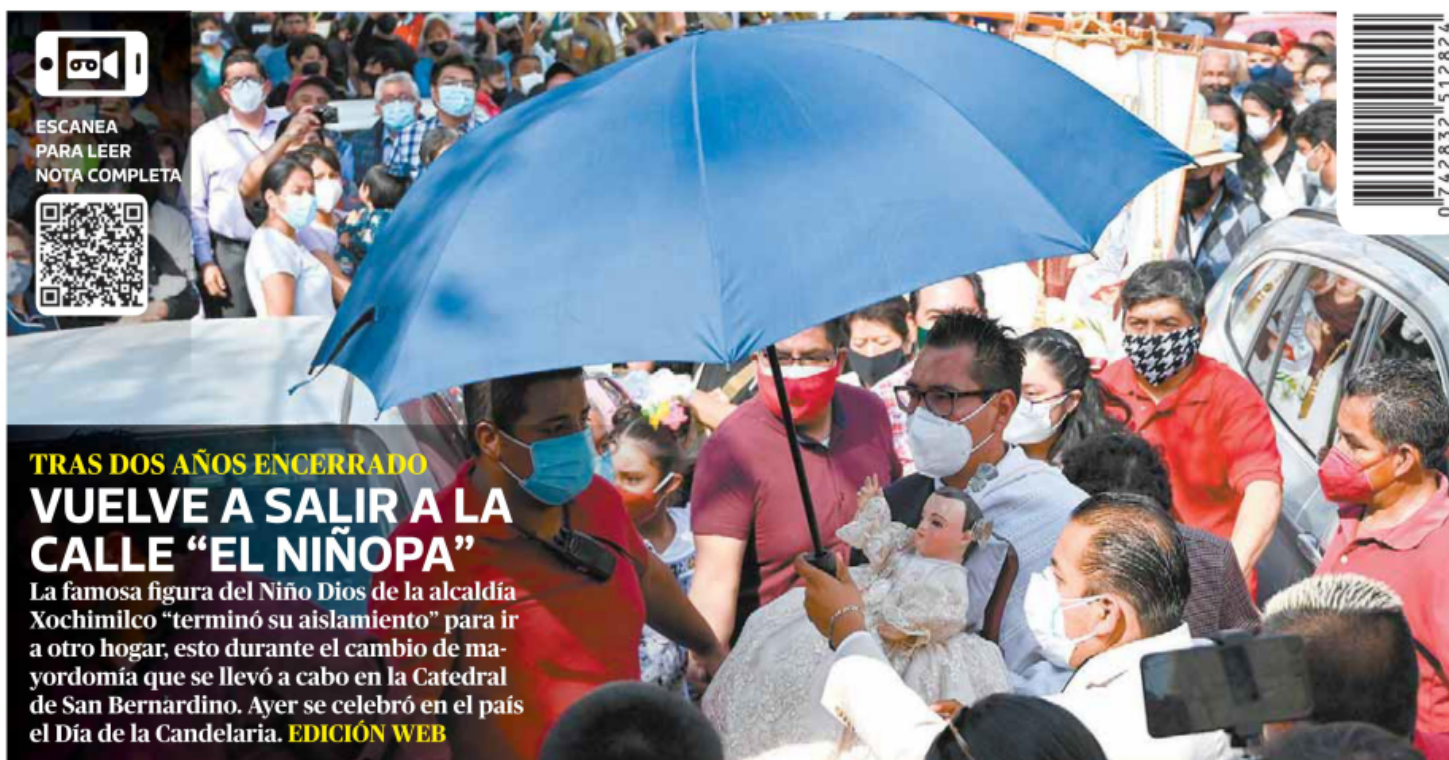 ESCANEA
PARA LEER
NOTA COMPLETA
TRAS DOS AÑOS ENCERRADO
VUELVE A SALIR A LA
CALLE “EL NIÑOPA”
La famosa figura del Niño Dios de la alcaldía
Xochimilco “terminó su aislamiento” para ir
a otro hogar, esto durante el cambio de ma-
yordomía que se llevó a cabo en la Catedral
de San Bernardino. Ayer se celebró en el país
el Día de la Candelaria. EDICIÓN WEB
0 742832 512824